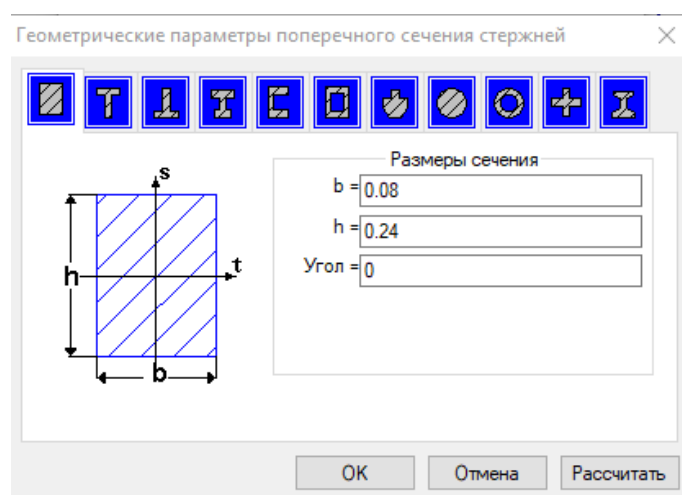 Геометрические параметры поперечного сечения стержней
Размеры сечения
b = 0.08
h = 0.24
Угол = 0
s
t
h
b
OK
Отмена
Рассчитать